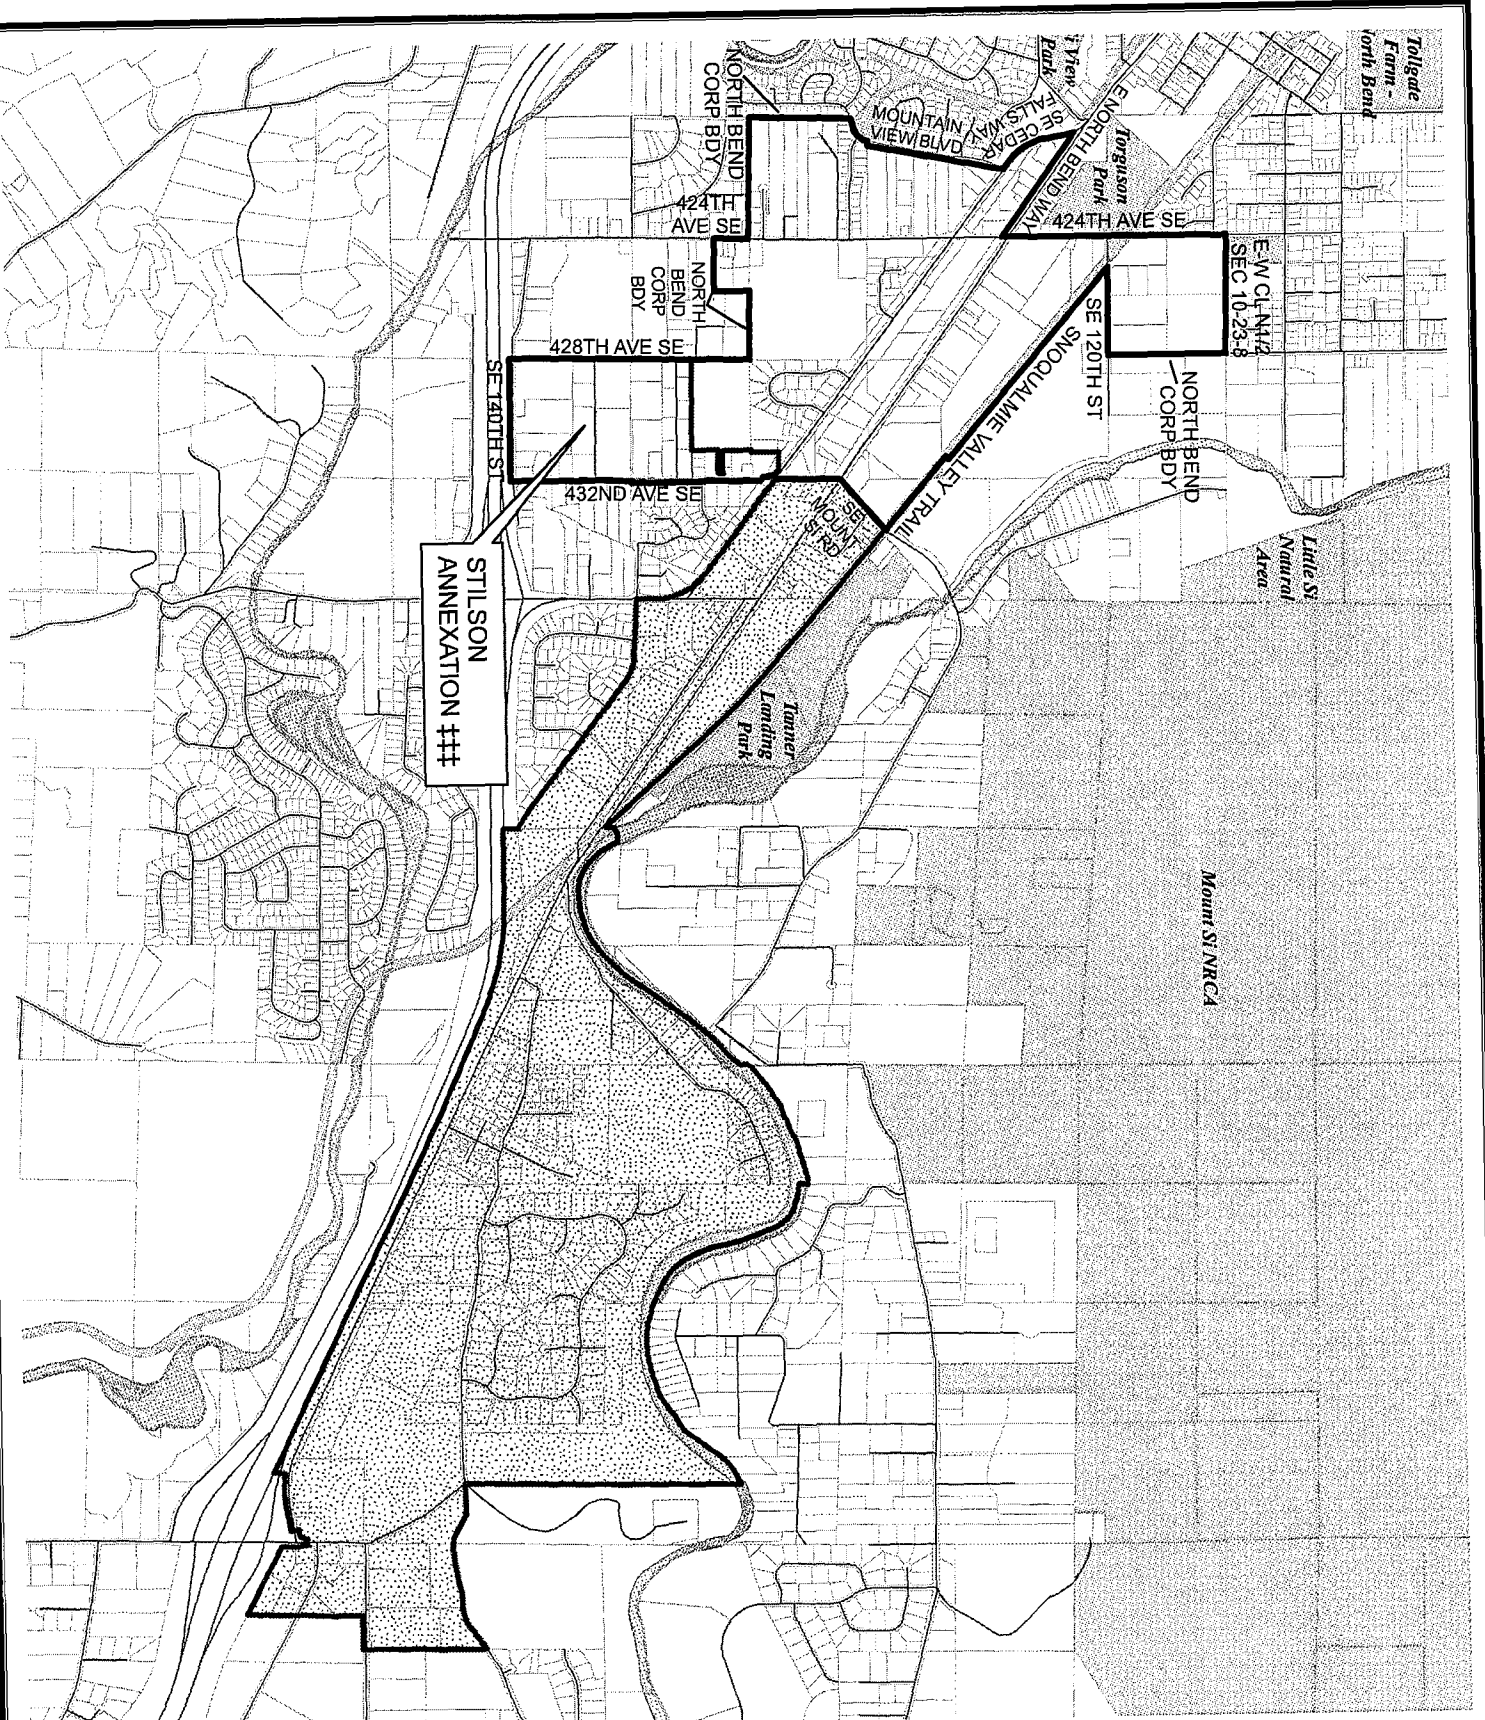 Tollgate
Farm -
North Bend
Si View
Park
Torguson
Park
E NORTH BEND WAY
SE CEDAR
FALLS WAY
MOUNTAIN
VIEW BLVD
NORTH BEND
CORP BDY
424TH
AVE SE
424TH AVE SE
E-W CL N1/2
SEC 10-23-8
SE 120TH ST
NORTH BEND
CORP BDY
SNOQUALMIE VALLEY TRAIL
NORTH
BEND
CORP
BDY
428TH AVE SE
SE 140TH ST
432ND AVE SE
SE
MOUNT
SI RD
STILSON
ANNEXATION ‡‡‡
Little Si
Natural
Area
Tanner
Landing
Park
Mount Si NRCA